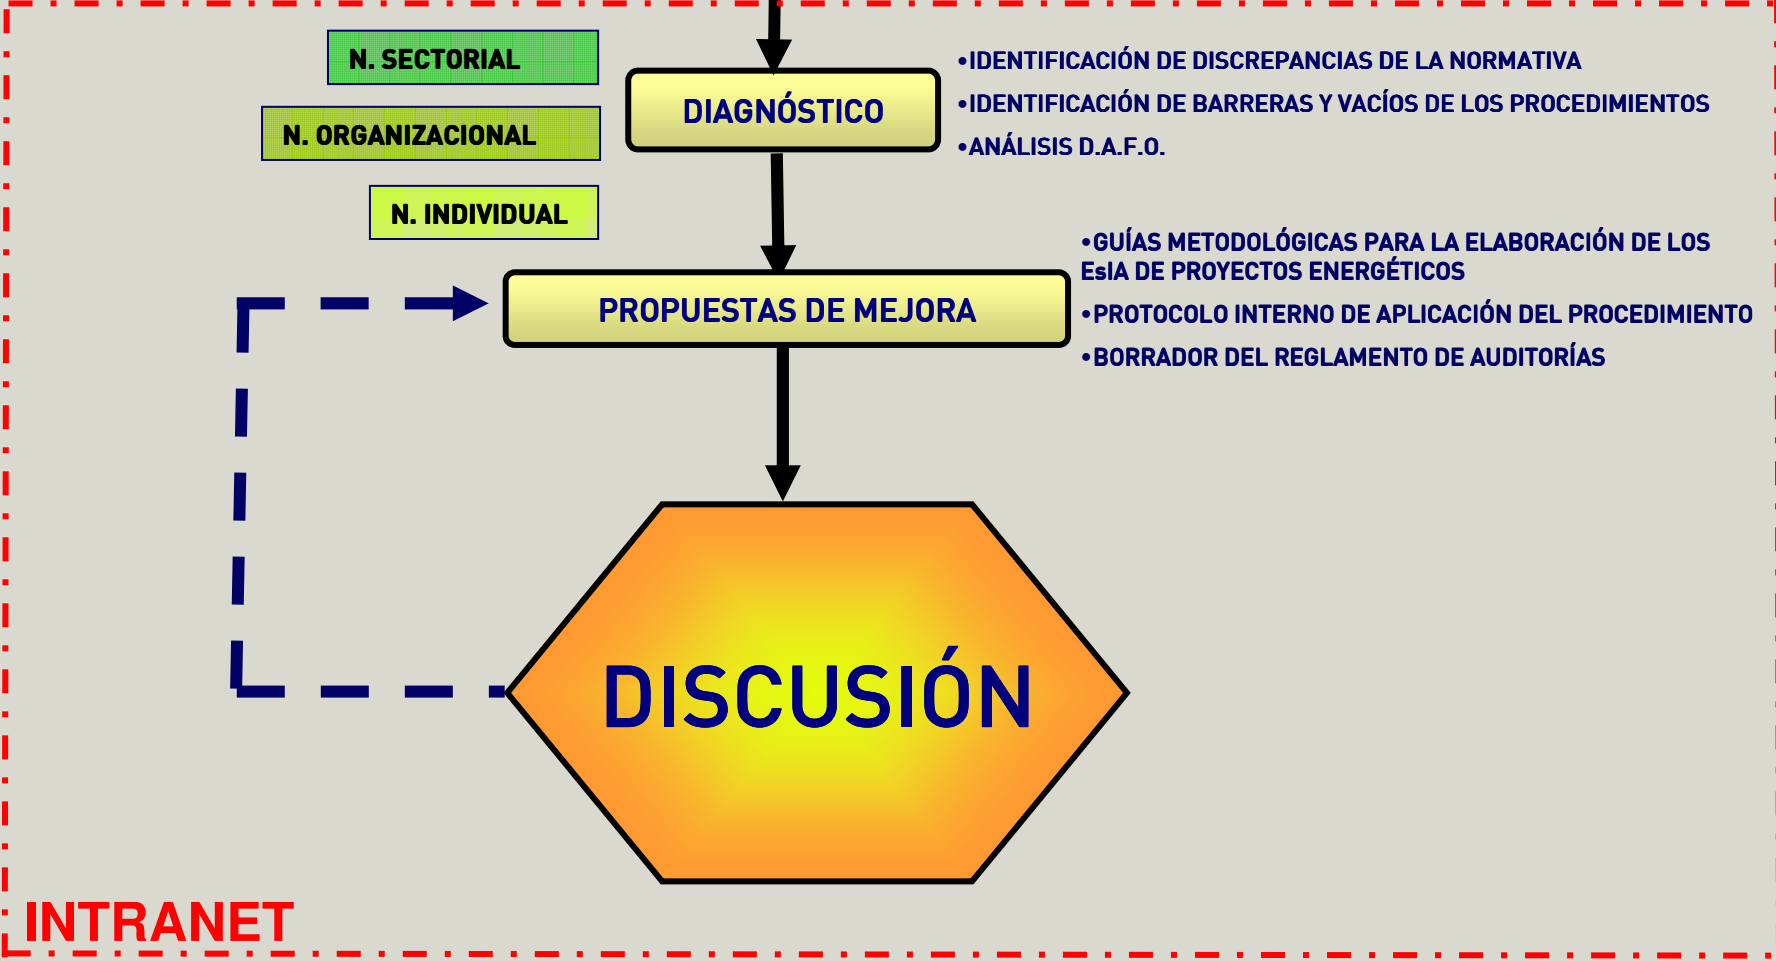 N. SECTORIAL
N. ORGANIZACIONAL
N. INDIVIDUAL
DIAGNÓSTICO
•IDENTIFICACIÓN DE DISCREPANCIAS DE LA NORMATIVA
•IDENTIFICACIÓN DE BARRERAS Y VACÍOS DE LOS PROCEDIMIENTOS
•ANÁLISIS D.A.F.O.
PROPUESTAS DE MEJORA
•GUÍAS METODOLÓGICAS PARA LA ELABORACIÓN DE LOS
EsIA DE PROYECTOS ENERGÉTICOS
•PROTOCOLO INTERNO DE APLICACIÓN DEL PROCEDIMIENTO
•BORRADOR DEL REGLAMENTO DE AUDITORÍAS
DISCUSIÓN
INTRANET